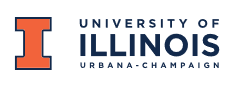 I
UNIVERSITY OF
ILLINOIS
URBANA-CHAMPAIGN